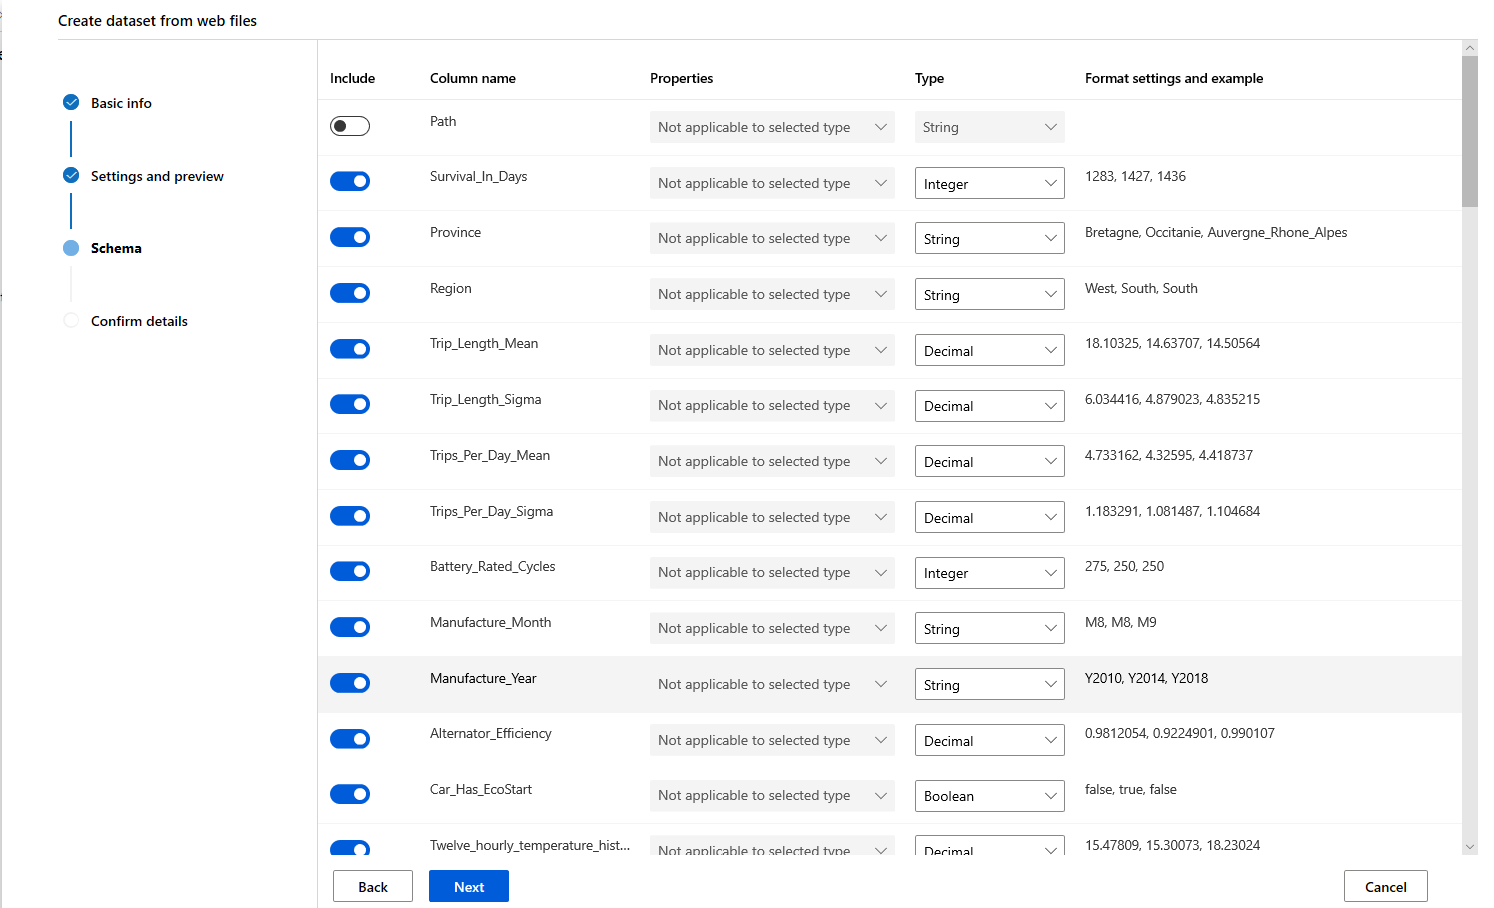 Create dataset from web files
Basic info
Settings and preview
Schema
Confirm details
Include Column name Properties Type Format settings and example
Path Not applicable to selected type String
Survival_In_Days Not applicable to selected type Integer 1283, 1427, 1436
Province Not applicable to selected type String Bretagne, Occitanie, Auvergne_Rhone_Alpes
Region Not applicable to selected type String West, South, South
Trip_Length_Mean Not applicable to selected type Decimal 18.10325, 14.63707, 14.50564
Trip_Length_Sigma Not applicable to selected type Decimal 6.034416, 4.879023, 4.835215
Trips_Per_Day_Mean Not applicable to selected type Decimal 4.733162, 4.32595, 4.418737
Trips_Per_Day_Sigma Not applicable to selected type Decimal 1.183291, 1.081487, 1.104684
Battery_Rated_Cycles Not applicable to selected type Integer 275, 250, 250
Manufacture_Month Not applicable to selected type String M8, M8, M9
Manufacture_Year Not applicable to selected type String Y2010, Y2014, Y2018
Alternator_Efficiency Not applicable to selected type Decimal 0.9812054, 0.9224901, 0.990107
Car_Has_EcoStart Not applicable to selected type Boolean false, true, false
Twelve_hourly_temperature_hist... Not applicable to selected type Decimal 15.47809, 15.30073, 18.23024
Back Next Cancel